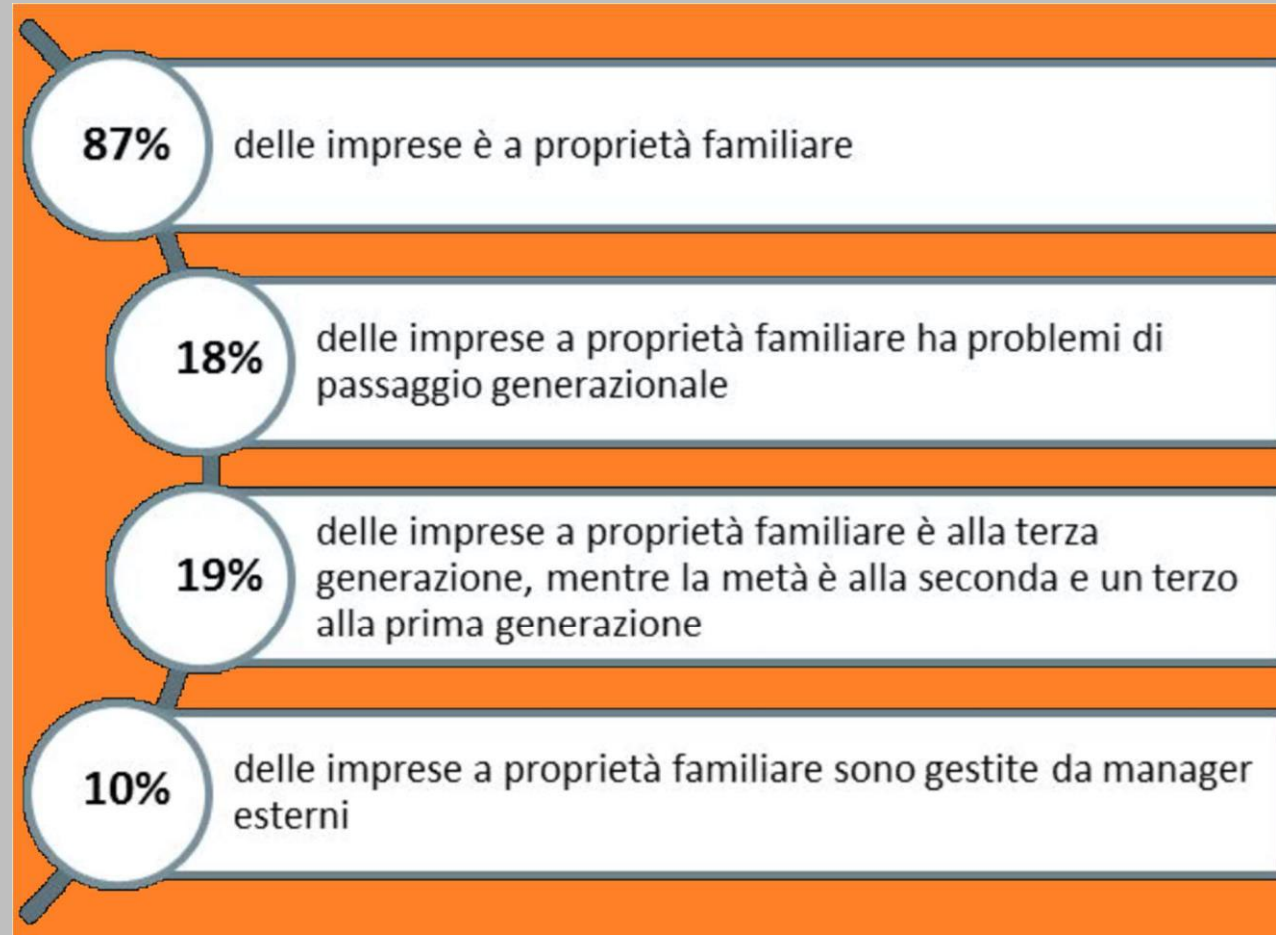 87%
delle imprese è a proprietà familiare
18%
delle imprese a proprietà familiare ha problemi di
passaggio generazionale
19%
delle imprese a proprietà familiare è alla terza
generazione, mentre la metà è alla seconda e un terzo
alla prima generazione
10%
delle imprese a proprietà familiare sono gestite da manager
esterni